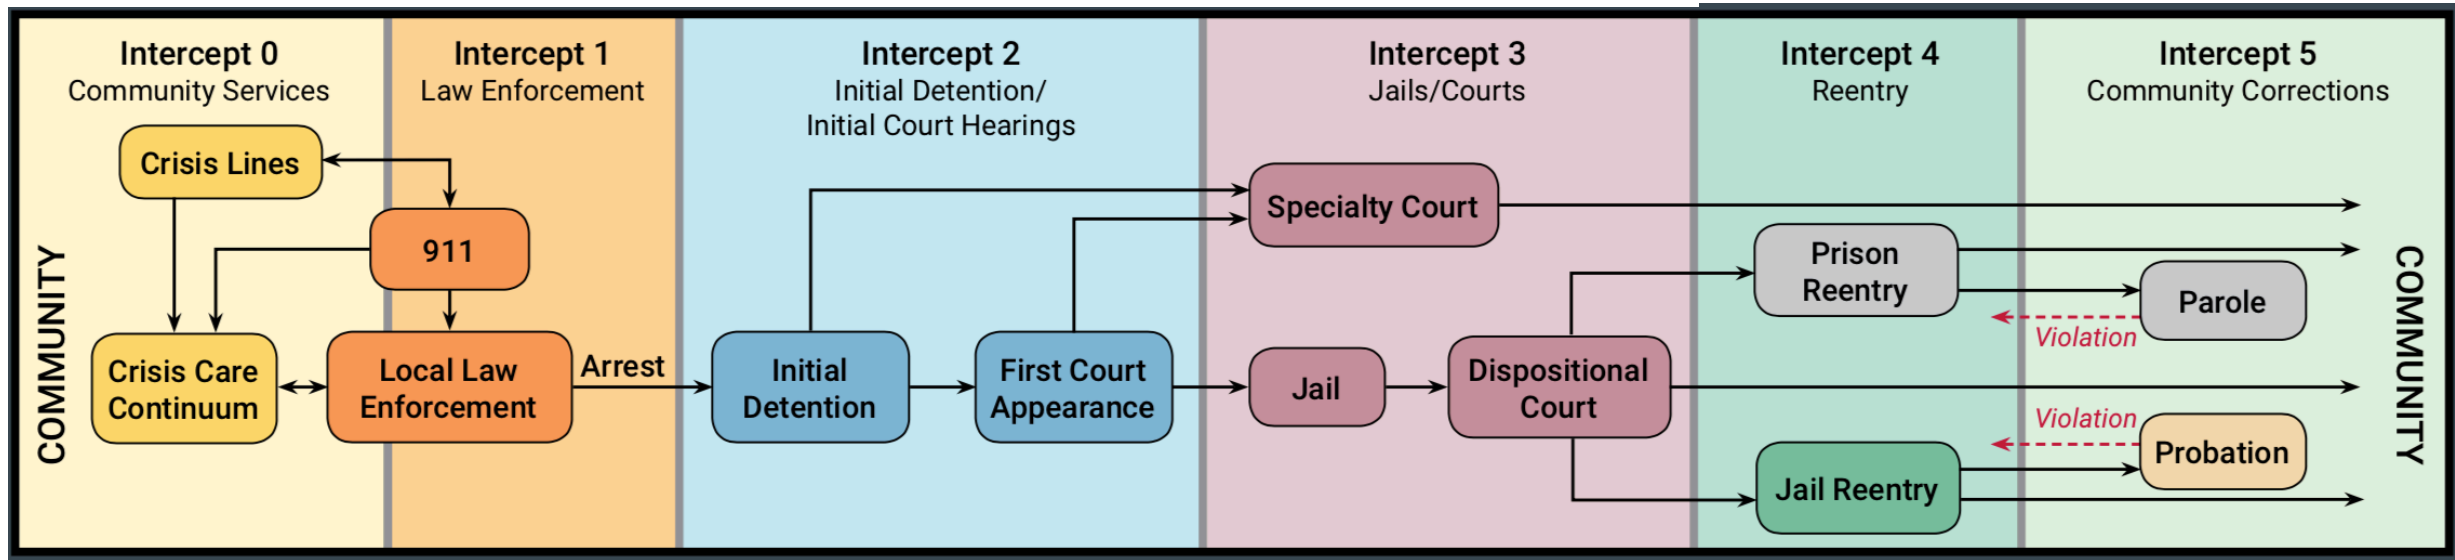 Intercept 0
Community Services
Intercept 1
Law Enforcement
Intercept 2
Initial Detention/
Initial Court Hearings
Intercept 3
Jails/Courts
Intercept 4
Reentry
Intercept 5
Community Corrections
COMMUNITY
Crisis Lines
911
Crisis Care
Continuum
Local Law
Enforcement
Arrest
Initial
Detention
First Court
Appearance
Specialty Court
Jail
Dispositional
Court
Prison
Reentry
Jail Reentry
Parole
Violation
Violation
Probation
COMMUNITY